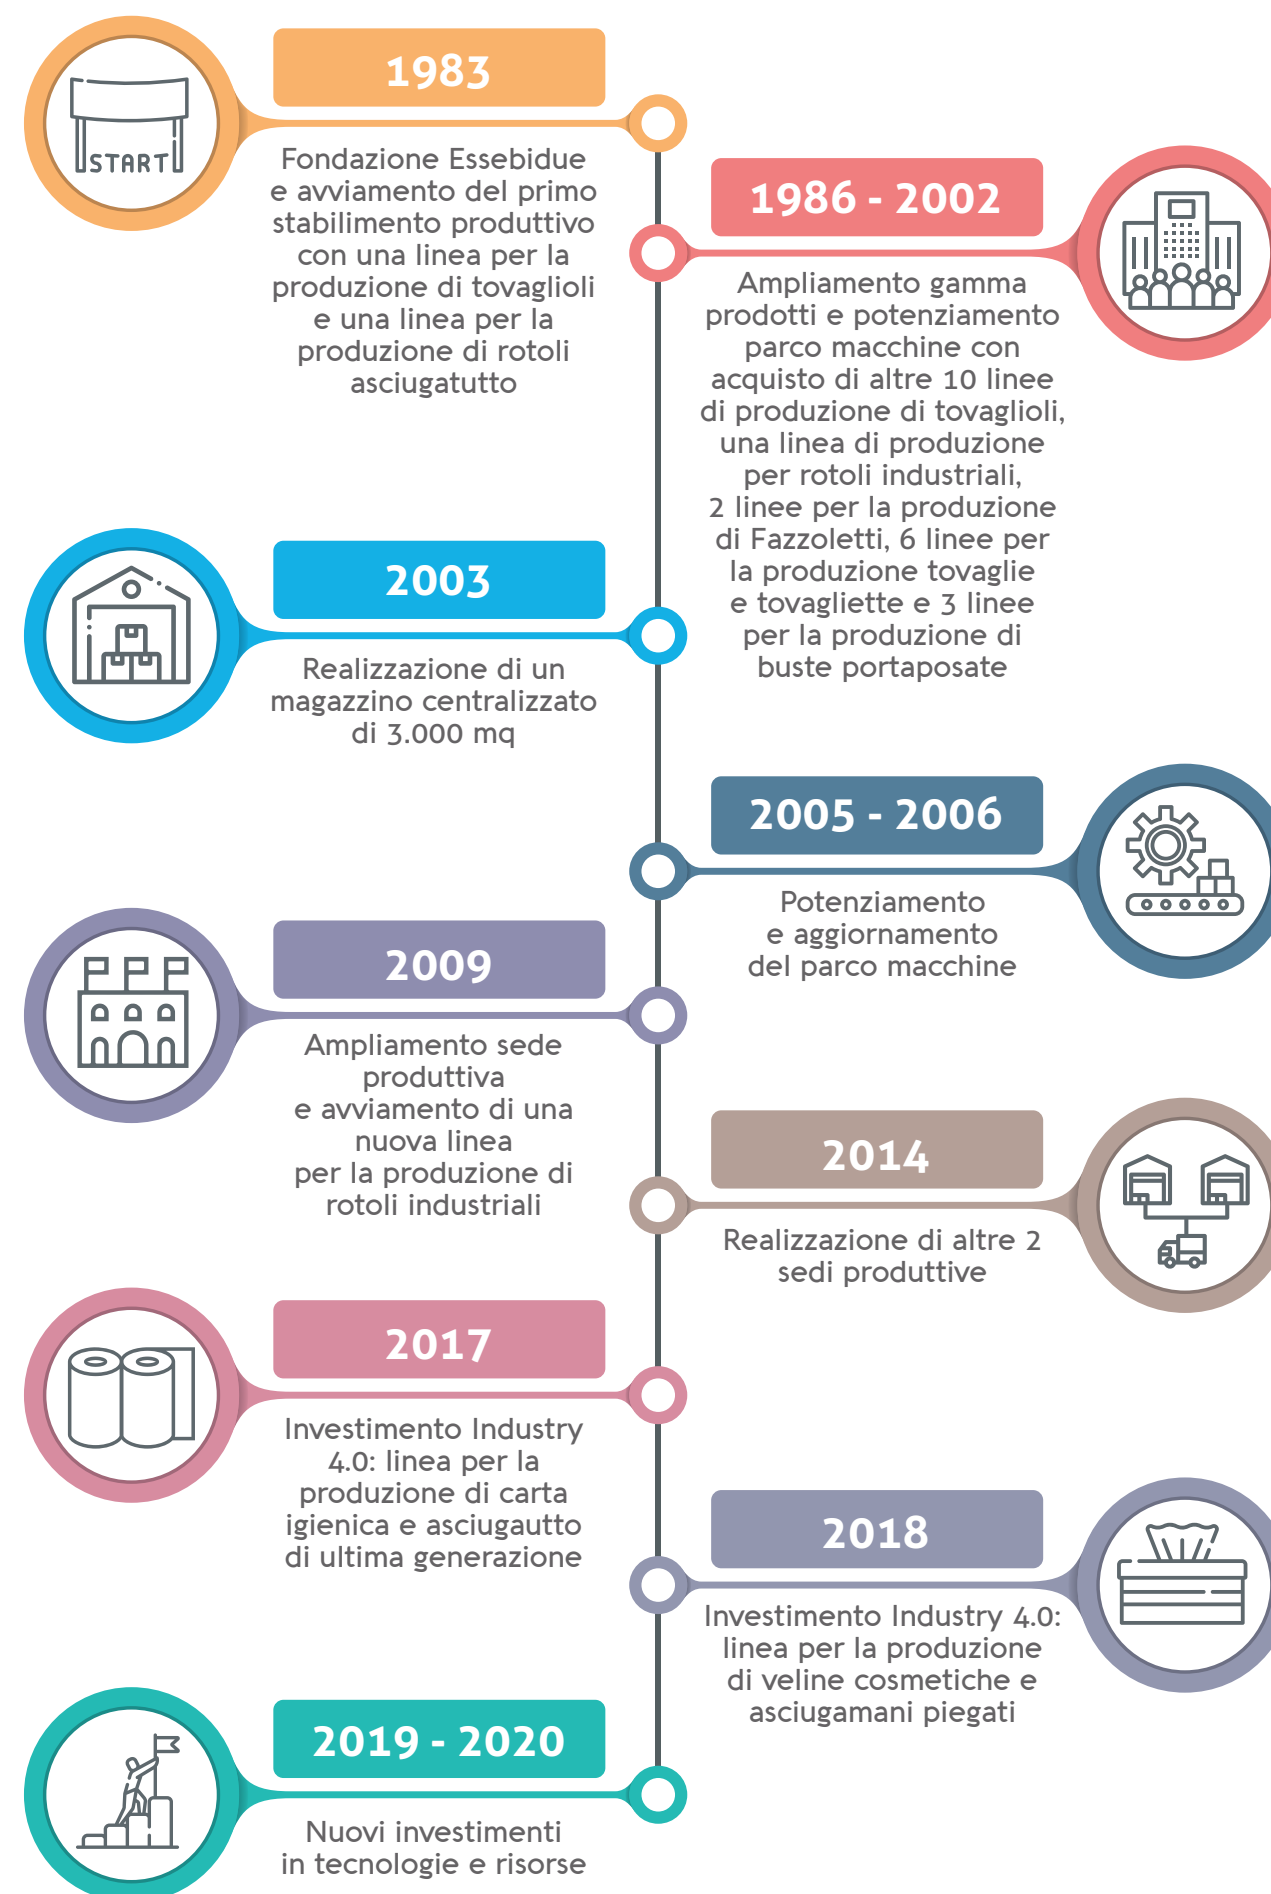 START
1983
Fondazione Essebidue
e avviamento del primo
stabilimento produttivo
con una linea per la
produzione di tovaglioli
e una linea per la
produzione di rotoli
asciugatutto
1986 - 2002
Ampliamento gamma
prodotti e potenziamento
parco macchine con
acquisto di altre 10 linee
di produzione di tovaglioli,
una linea di produzione
per rotoli industriali,
2 linee per la produzione
di Fazzoletti, 6 linee per
la produzione tovaglie
e tovagliette e 3 linee
per la produzione di
buste portaposate
2003
Realizzazione di un
magazzino centralizzato
di 3.000 mq
2005 - 2006
Potenziamento
e aggiornamento
del parco macchine
2009
Ampliamento sede
produttiva
e avviamento di una
nuova linea
per la produzione di
rotoli industriali
2014
Realizzazione di altre 2
sedi produttive
2017
Investimento Industry
4.0: linea per la
produzione di carta
igienica e asciugautto
di ultima generazione
2018
Investimento Industry 4.0:
linea per la produzione
di veline cosmetiche e
asciugamani piegati
2019 - 2020
Nuovi investimenti
in tecnologie e risorse